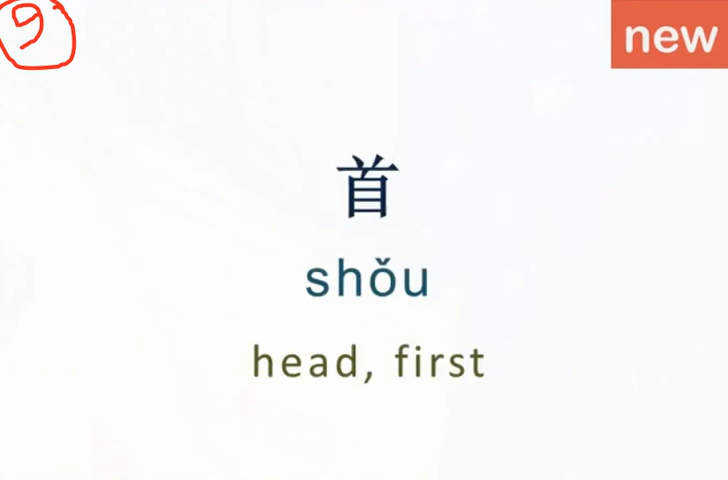 9
new
首
shǒu
head, first